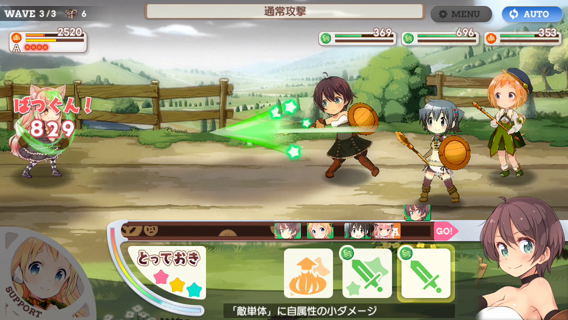 WAVE 3/3 6
通常攻撃
MENU
AUTO
2520
A
369
696
353
ばつぐん!
829
GO!
とっておき
SUPPORT
「敵単体」に自属性の小ダメージ